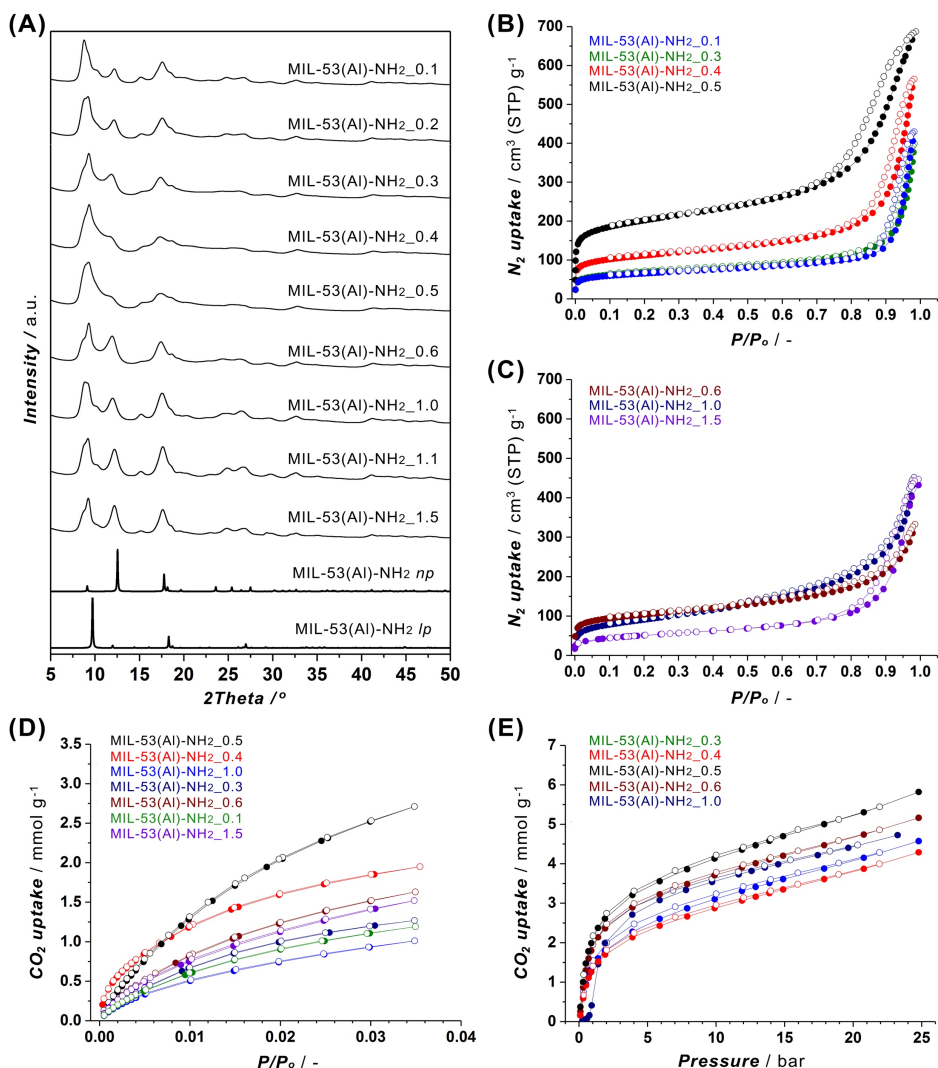 (A)
MIL-53(Al)-NH2_0.1
MIL-53(Al)-NH2_0.2
MIL-53(Al)-NH2_0.3
MIL-53(Al)-NH2_0.4
MIL-53(Al)-NH2_0.5
MIL-53(Al)-NH2_0.6
MIL-53(Al)-NH2_1.0
MIL-53(Al)-NH2_1.1
MIL-53(Al)-NH2_1.5
MIL-53(Al)-NH2 np
MIL-53(Al)-NH2 lp
Intensity / a.u.
5 10 15 20 25 30 35 40 45 50
2Theta /º
(B)
MIL-53(Al)-NH2_0.1
MIL-53(Al)-NH2_0.3
MIL-53(Al)-NH2_0.4
MIL-53(Al)-NH2_0.5
700
600
500
400
300
200
100
0
N2 uptake / cm3 (STP) g-1
0.0 0.1 0.2 0.3 0.4 0.5 0.6 0.7 0.8 0.9 1.0
P/Po / -
(C)
MIL-53(Al)-NH2_0.6
MIL-53(Al)-NH2_1.0
MIL-53(Al)-NH2_1.5
700
600
500
400
300
200
100
0
N2 uptake / cm3 (STP) g-1
0.0 0.1 0.2 0.3 0.4 0.5 0.6 0.7 0.8 0.9 1.0
P/Po / -
(D)
MIL-53(Al)-NH2_0.5
MIL-53(Al)-NH2_0.4
MIL-53(Al)-NH2_1.0
MIL-53(Al)-NH2_0.3
MIL-53(Al)-NH2_0.6
MIL-53(Al)-NH2_0.1
MIL-53(Al)-NH2_1.5
3.5
3.0
2.5
2.0
1.5
1.0
0.5
0.0
CO2 uptake / mmol g-1
0.00 0.01 0.02 0.03 0.04
P/Po / -
(E)
MIL-53(Al)-NH2_0.3
MIL-53(Al)-NH2_0.4
MIL-53(Al)-NH2_0.5
MIL-53(Al)-NH2_0.6
MIL-53(Al)-NH2_1.0
7
6
5
4
3
2
1
0
CO2 uptake / mmol g-1
0 5 10 15 20 25
Pressure / bar